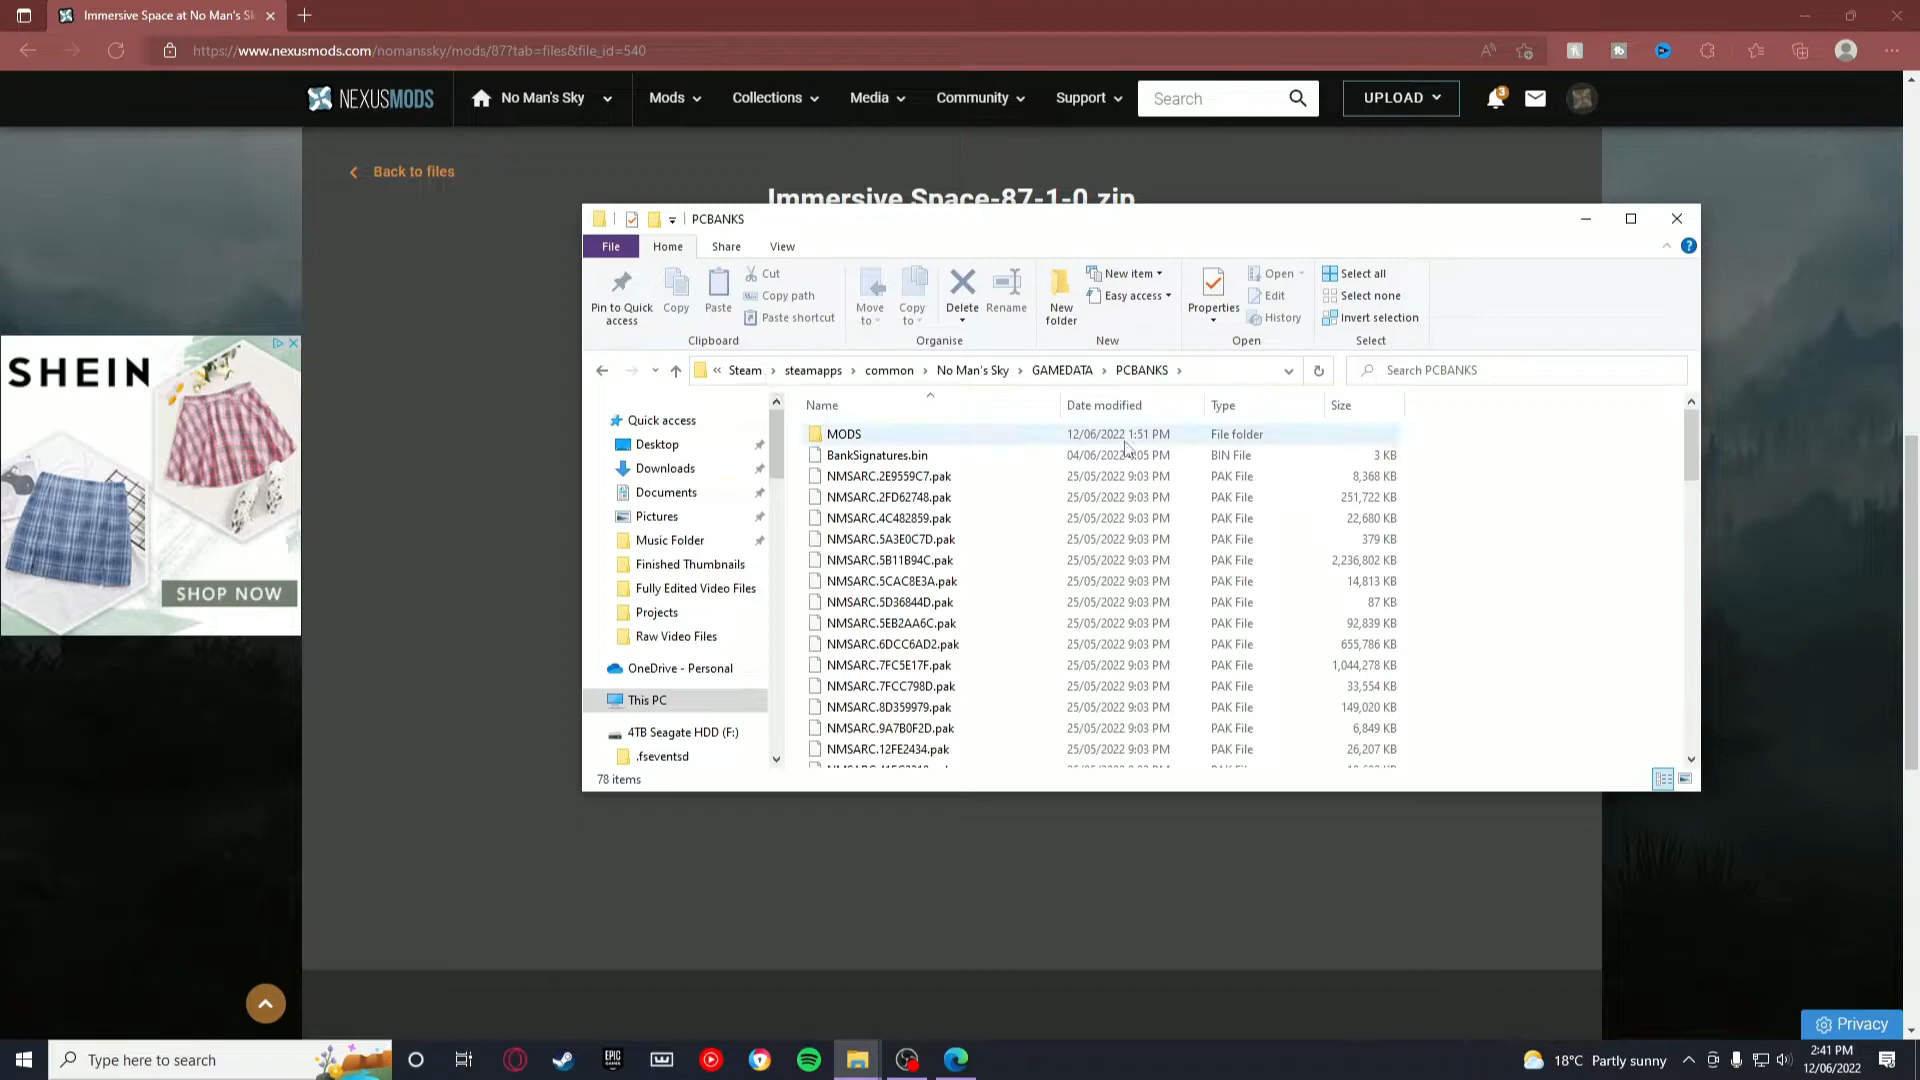 Immersive Space at No Man's Sk
https://www.nexusmods.com/nomanssky/mods/87?tab=files&file_id=540
NEXUSMODS
No Man's Sky
Mods
Collections
Media
Community
Support
Search
UPLOAD
3
Back to files
Immersive Space-87-1-0.zip
PCBANKS
File
Home
Share
View
Pin to Quick access
Copy
Paste
Cut
Copy path
Paste shortcut
Clipboard
Move to
Copy to
Delete
Rename
Organise
New folder
New item
Easy access
New
Properties
Open
Edit
History
Open
Select all
Select none
Invert selection
Select
« Steam > steamapps > common > No Man's Sky > GAMEDATA > PCBANKS >
Search PCBANKS
Quick access
Desktop
Downloads
Documents
Pictures
Music Folder
Finished Thumbnails
Fully Edited Video Files
Projects
Raw Video Files
OneDrive - Personal
This PC
4TB Seagate HDD (F:)
.fseventsd
Name Date modified Type Size
MODS 12/06/2022 1:51 PM File folder
BankSignatures.bin 04/06/2022 :05 PM BIN File 3 KB
NMSARC.2E9559C7.pak 25/05/2022 9:03 PM PAK File 8,368 KB
NMSARC.2FD62748.pak 25/05/2022 9:03 PM PAK File 251,722 KB
NMSARC.4C482859.pak 25/05/2022 9:03 PM PAK File 22,680 KB
NMSARC.5A3E0C7D.pak 25/05/2022 9:03 PM PAK File 379 KB
NMSARC.5B11B94C.pak 25/05/2022 9:03 PM PAK File 2,236,802 KB
NMSARC.5CAC8E3A.pak 25/05/2022 9:03 PM PAK File 14,813 KB
NMSARC.5D36844D.pak 25/05/2022 9:03 PM PAK File 87 KB
NMSARC.5EB2AA6C.pak 25/05/2022 9:03 PM PAK File 92,839 KB
NMSARC.6DCC6AD2.pak 25/05/2022 9:03 PM PAK File 655,786 KB
NMSARC.7FC5E17F.pak 25/05/2022 9:03 PM PAK File 1,044,278 KB
NMSARC.7FCC798D.pak 25/05/2022 9:03 PM PAK File 33,554 KB
NMSARC.8D359979.pak 25/05/2022 9:03 PM PAK File 149,020 KB
NMSARC.9A7B0F2D.pak 25/05/2022 9:03 PM PAK File 6,849 KB
NMSARC.12FE2434.pak 25/05/2022 9:03 PM PAK File 26,207 KB
78 items
SHEIN
SHOP NOW
Privacy
Type here to search
EPIC GAMES
18°C Partly sunny
2:41 PM
12/06/2022